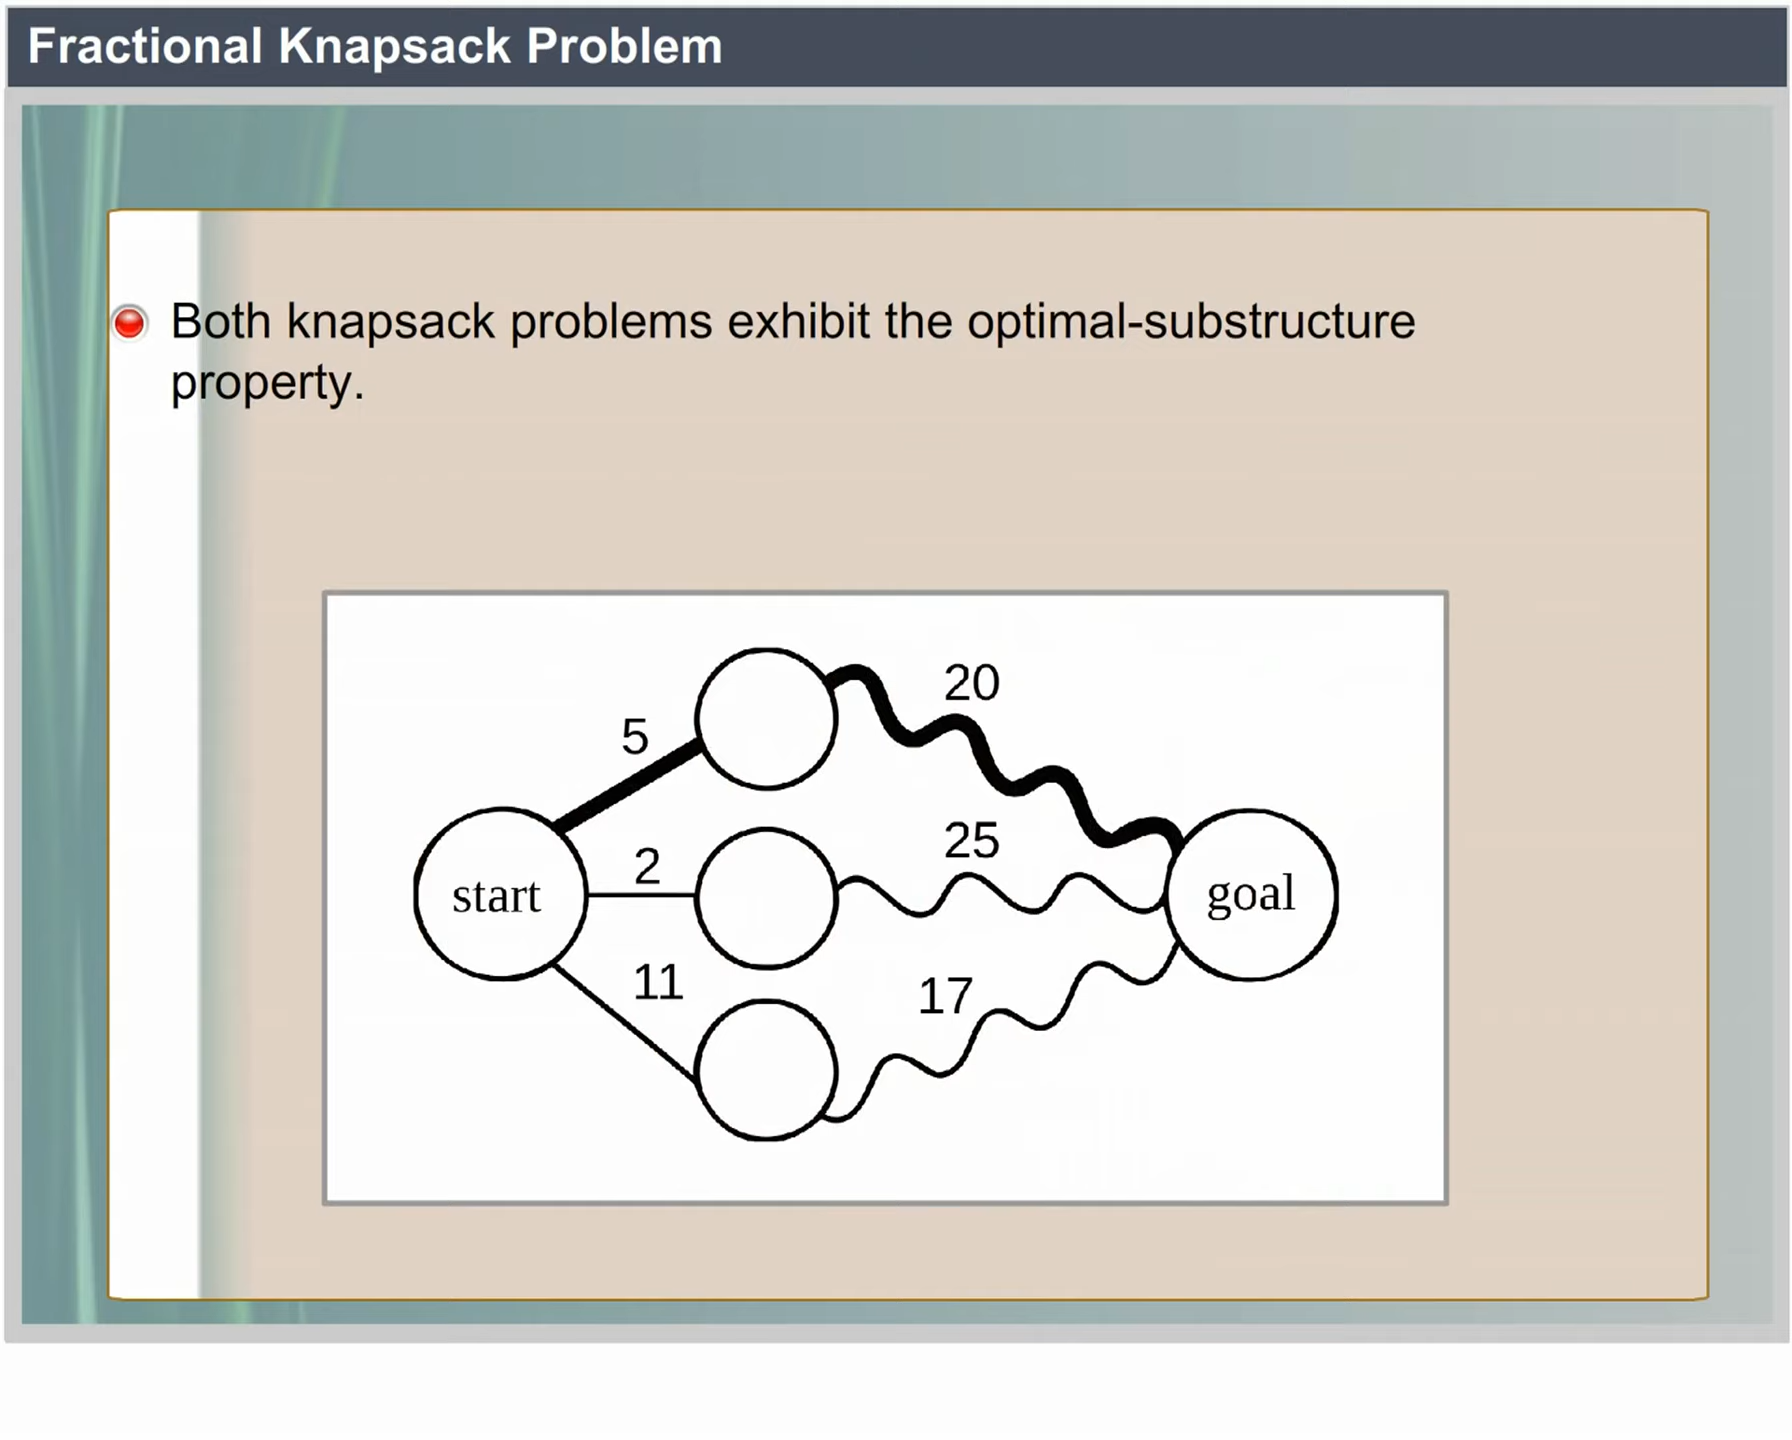 Fractional Knapsack Problem
Both knapsack problems exhibit the optimal-substructure
property.
20
5
25
2
start
goal
11
17